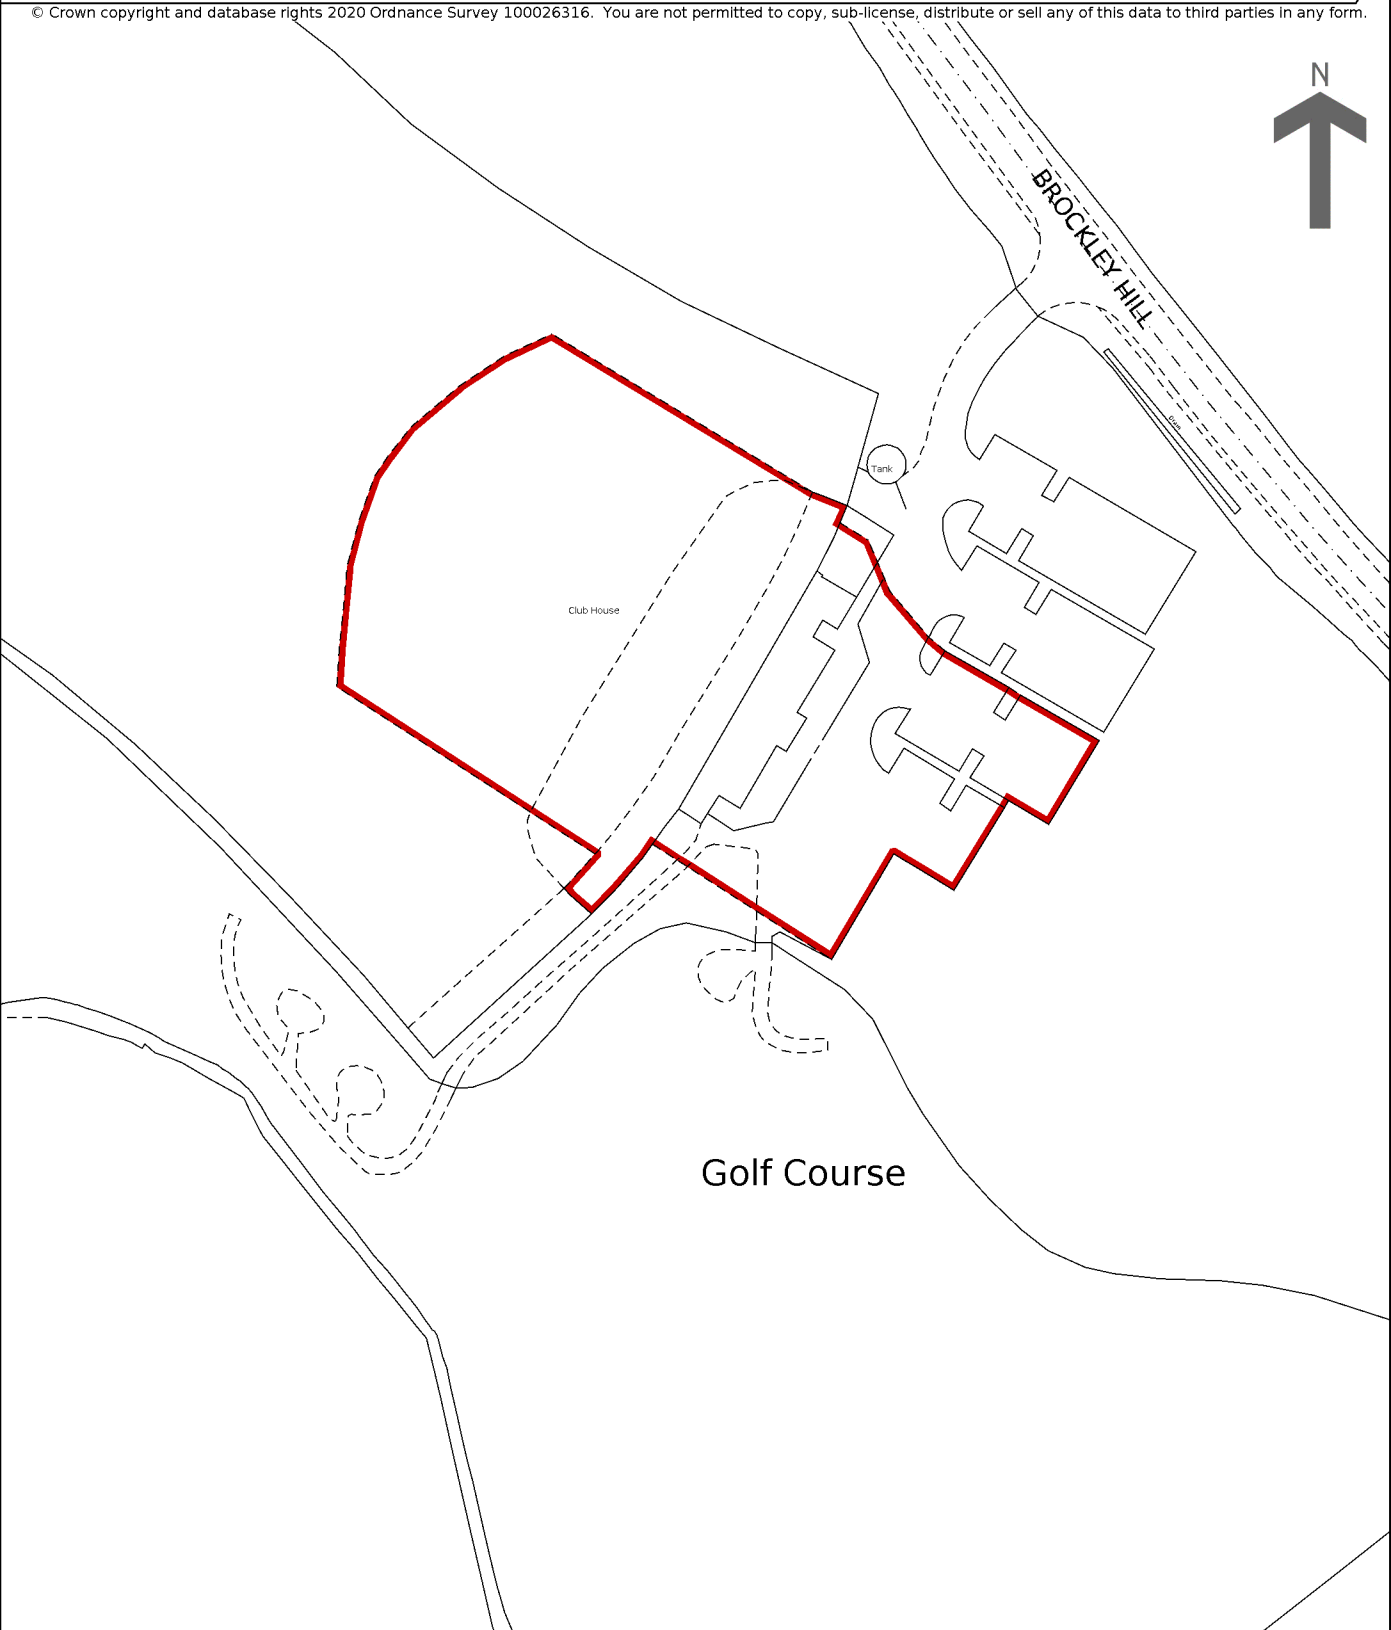 © Crown copyright and database rights 2020 Ordnance Survey 100026316. You are not permitted to copy, sub-license, distribute or sell any of this data to third parties in any form.
N
BROCKLEY HILL
Drain
Tank
Club House
Golf Course